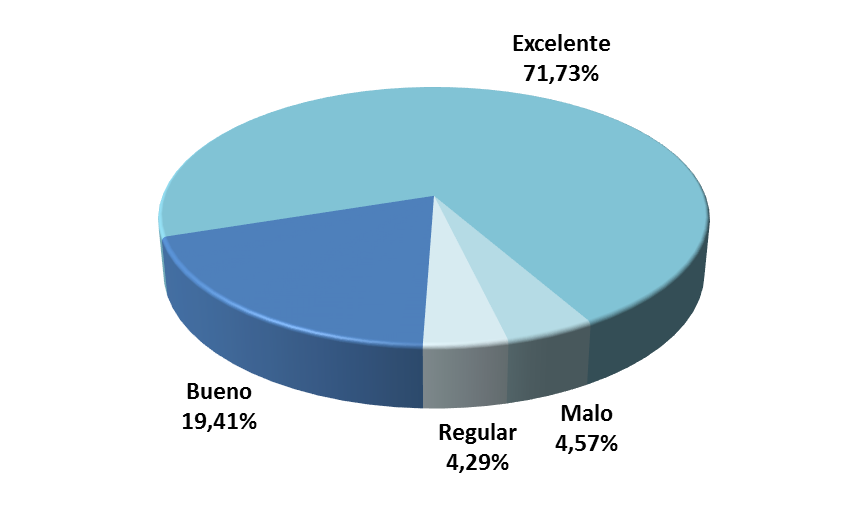 Excelente
71,73%
Bueno
19,41%
Regular
4,29%
Malo
4,57%